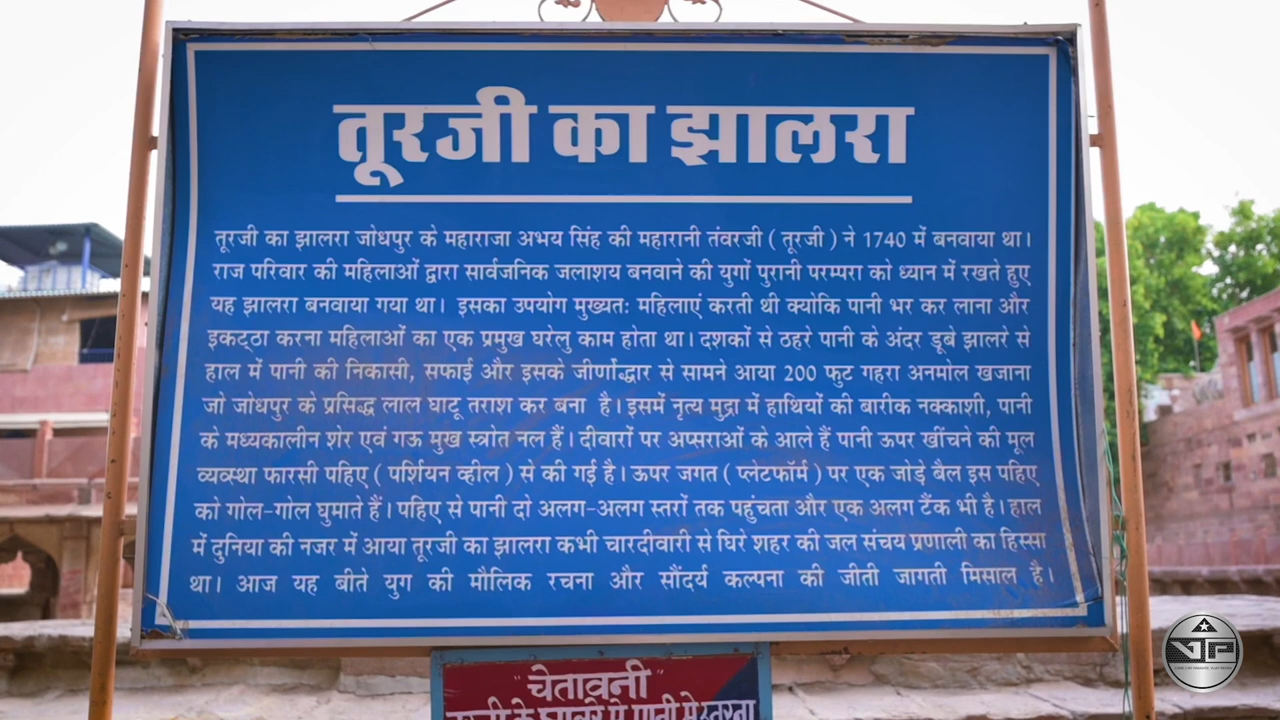 तूरजी का झालरा
तूरजी का झालरा जोधपुर के महाराजा अभय सिंह की महारानी तंवरजी ( तूरजी ) ने 1740 में बनवाया था।
राज परिवार की महिलाओं द्वारा सार्वजनिक जलाशय बनवाने की युगों पुरानी परम्परा को ध्यान में रखते हुए
यह झालरा बनवाया गया था। इसका उपयोग मुख्यतः महिलाएं करती थी क्योकि पानी भर कर लाना और
इकट्ठा करना महिलाओं का एक प्रमुख घरेलु काम होता था। दशकों से ठहरे पानी के अंदर डूबे झालरे से
हाल में पानी की निकासी, सफाई और इसके जीर्णोद्धार से सामने आया 200 फुट गहरा अनमोल खजाना
जो जोधपुर के प्रसिद्ध लाल घाटू तराश कर बना है। इसमें नृत्य मुद्रा में हाथियों की बारीक नक्काशी, पानी
के मध्यकालीन शेर एवं गऊ मुख स्त्रोत नल हैं। दीवारों पर अप्सराओं के आले हैं पानी ऊपर खींचने की मूल
व्यवस्था फारसी पहिए ( पर्शियन व्हील ) से की गई है। ऊपर जगत ( प्लेटफॉर्म ) पर एक जोड़े बैल इस पहिए
को गोल-गोल घुमाते हैं। पहिए से पानी दो अलग-अलग स्तरों तक पहुंचता और एक अलग टैंक भी है। हाल
में दुनिया की नजर में आया तूरजी का झालरा कभी चारदीवारी से घिरे शहर की जल संचय प्रणाली का हिस्सा
था। आज यह बीते युग की मौलिक रचना और सौंदर्य कल्पना की जीती जागती मिसाल है।
"चेतावनी"